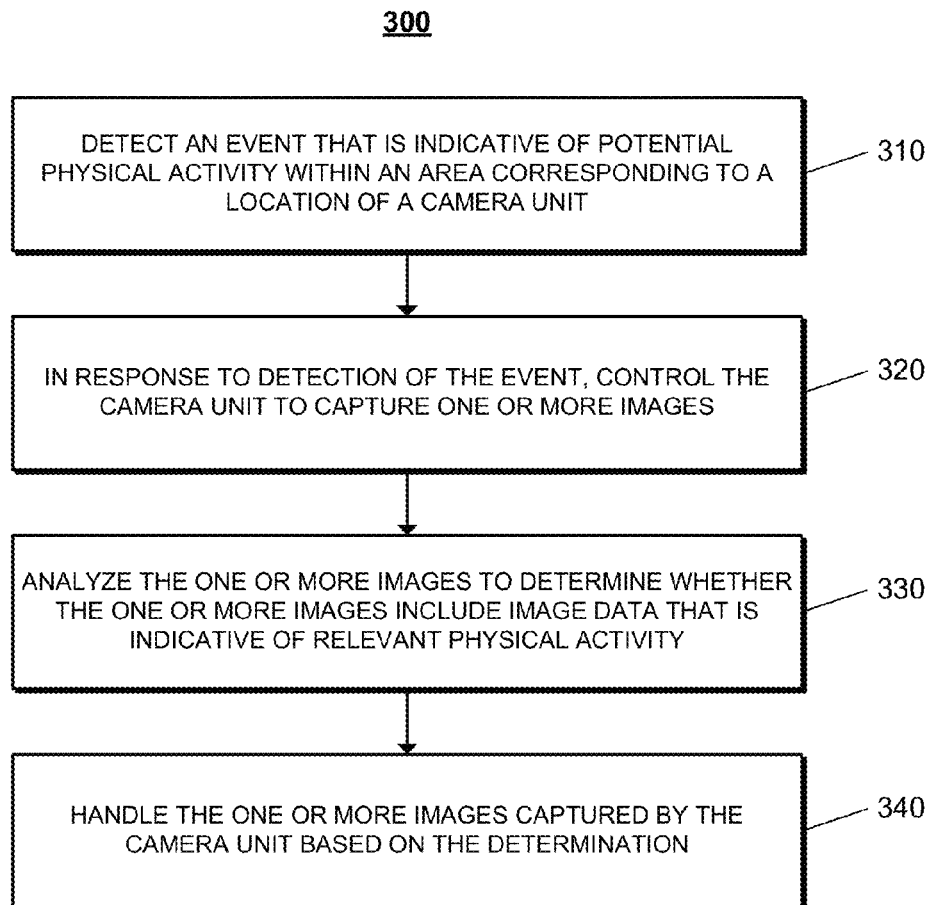 300
DETECT AN EVENT THAT IS INDICATIVE OF POTENTIAL
PHYSICAL ACTIVITY WITHIN AN AREA CORRESPONDING TO A
LOCATION OF A CAMERA UNIT
310
IN RESPONSE TO DETECTION OF THE EVENT, CONTROL THE
CAMERA UNIT TO CAPTURE ONE OR MORE IMAGES
320
ANALYZE THE ONE OR MORE IMAGES TO DETERMINE WHETHER
THE ONE OR MORE IMAGES INCLUDE IMAGE DATA THAT IS
INDICATIVE OF RELEVANT PHYSICAL ACTIVITY
330
HANDLE THE ONE OR MORE IMAGES CAPTURED BY THE
CAMERA UNIT BASED ON THE DETERMINATION
340